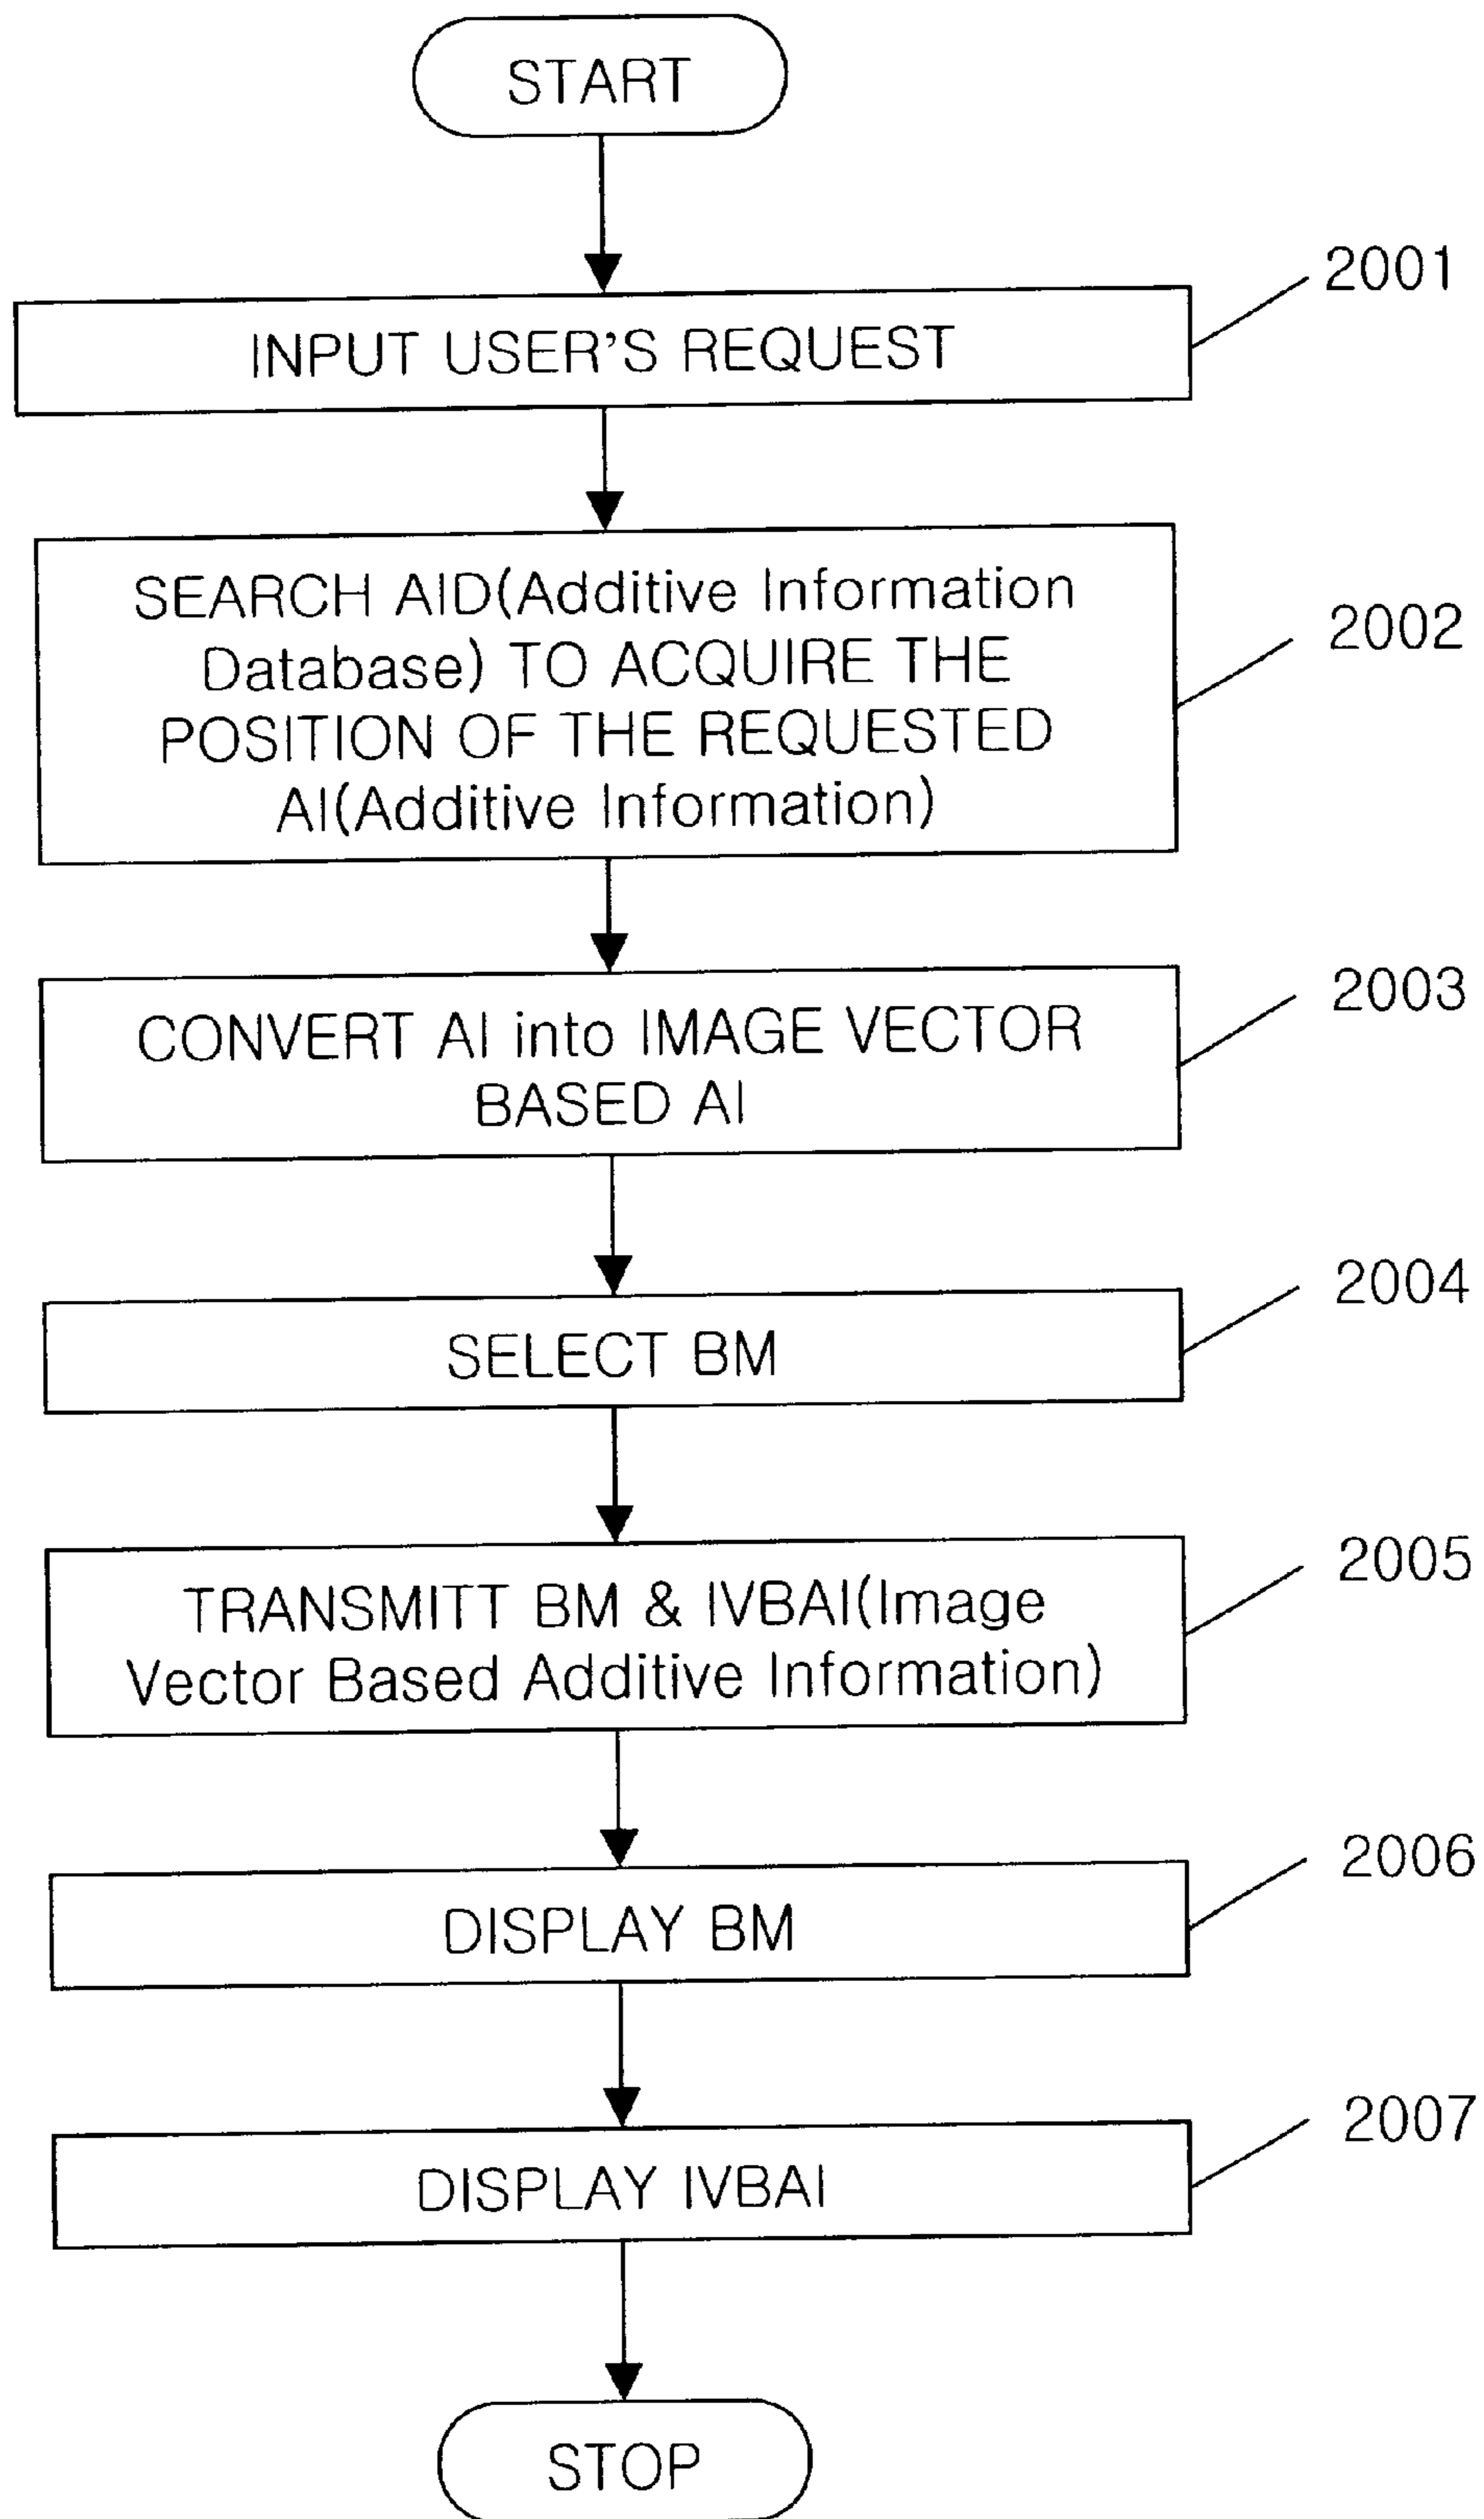 START
2001
INPUT USER'S REQUEST
2002
SEARCH AID(Additive Information
Database) TO ACQUIRE THE
POSITION OF THE REQUESTED
AI(Additive Information)
2003
CONVERT AI into IMAGE VECTOR
BASED AI
2004
SELECT BM
2005
TRANSMITT BM & IVBAI(Image
Vector Based Additive Information)
2006
DISPLAY BM
2007
DISPLAY IVBAI
STOP